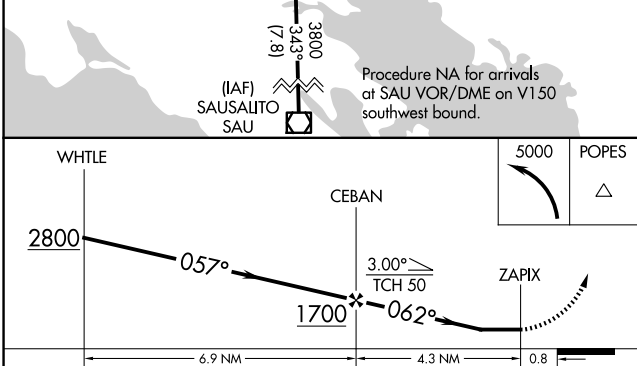 3800
343°
(7.8)
(IAF)
SAUSALITO
SAU
Procedure NA for arrivals
at SAU VOR/DME on V150
southwest bound.
5000
POPES
WHTLE
CEBAN
2800
057°
3.00°
TCH 50
ZAPIX
1700
062°
6.9 NM
4.3 NM
0.8